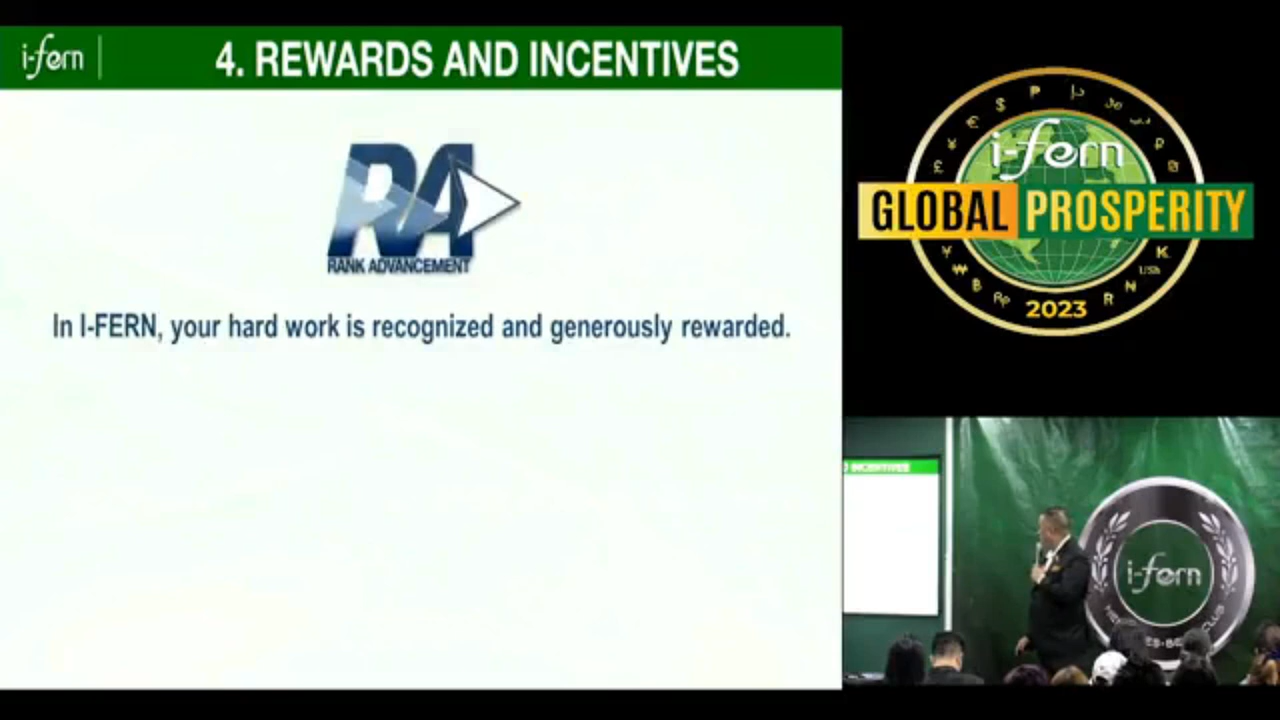 i-fern
4. REWARDS AND INCENTIVES
RA
RANK ADVANCEMENT
In I-FERN, your hard work is recognized and generously rewarded.
i-fern
GLOBAL PROSPERITY
2023
INCENTIVES
i-fern
CLUB